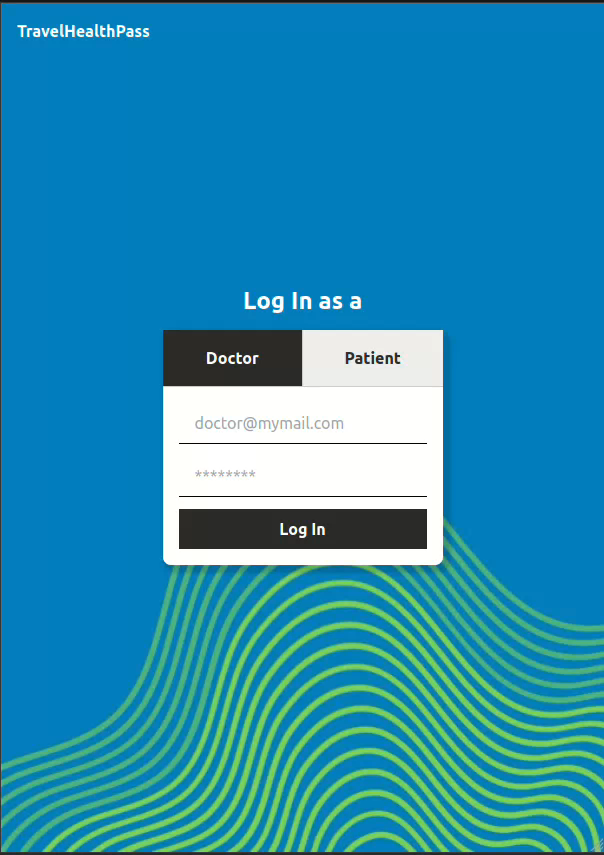 TravelHealthPass
Log In as a
Doctor Patient
doctor@mymail.com
********
Log In